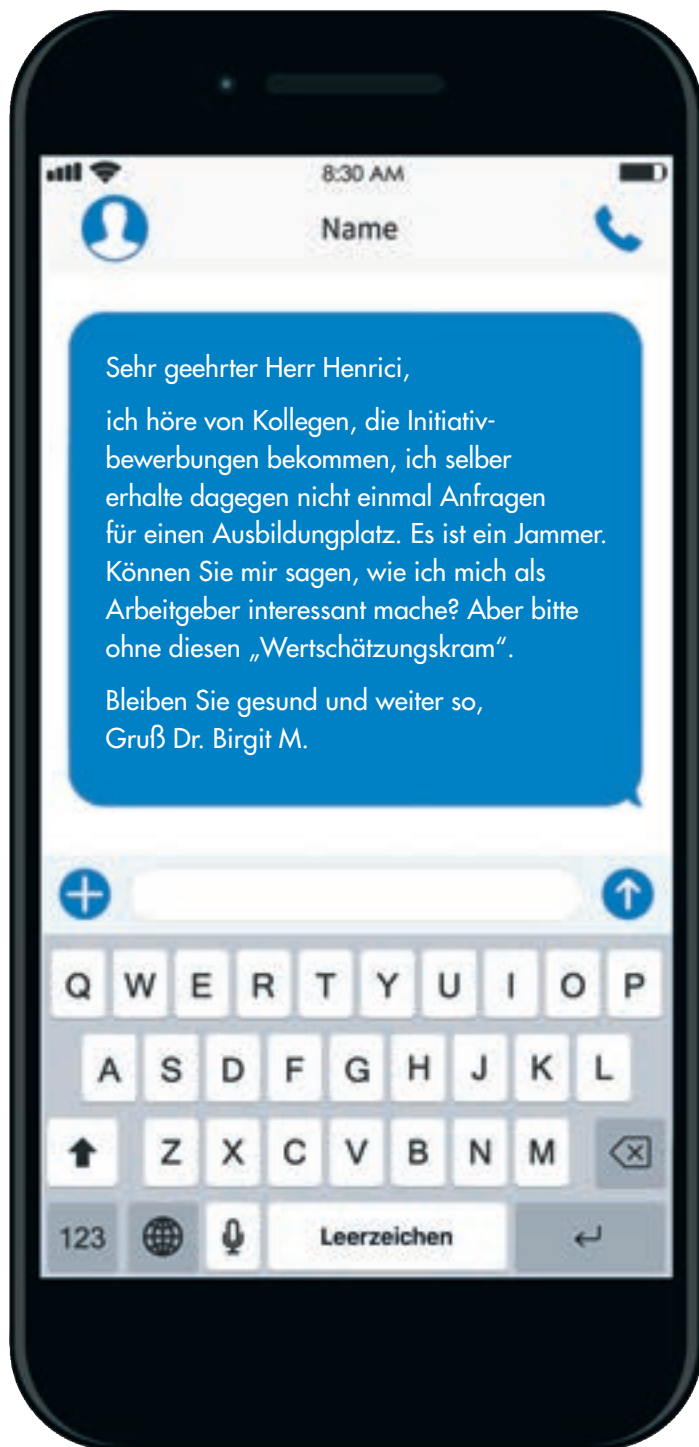 8:30 AM
Name
Sehr geehrter Herr Henrici,
ich höre von Kollegen, die Initiativ-
bewerbungen bekommen, ich selber
erhalte dagegen nicht einmal Anfragen
für einen Ausbildungplatz. Es ist ein Jammer.
Können Sie mir sagen, wie ich mich als
Arbeitgeber interessant mache? Aber bitte
ohne diesen „Wertschätzungskram“.
Bleiben Sie gesund und weiter so,
Gruß Dr. Birgit M.
Q W E R T Y U I O P
A S D F G H J K L
Z X C V B N M
123 Leerzeichen